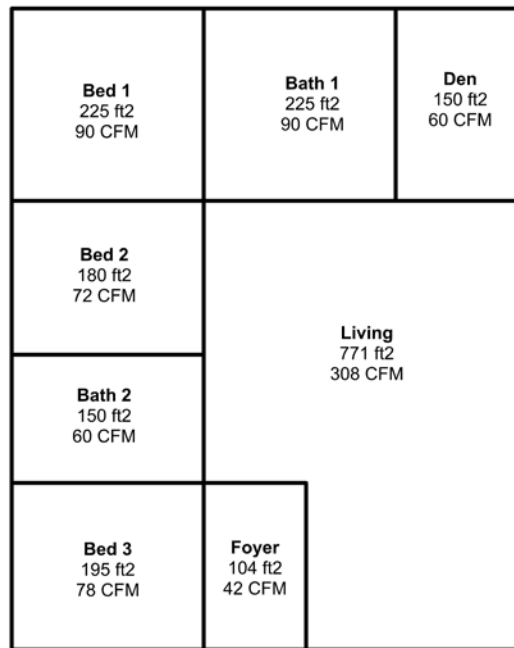 Bed 1
225 ft2
90 CFM
Bath 1
225 ft2
90 CFM
Den
150 ft2
60 CFM
Bed 2
180 ft2
72 CFM
Living
771 ft2
308 CFM
Bath 2
150 ft2
60 CFM
Bed 3
195 ft2
78 CFM
Foyer
104 ft2
42 CFM